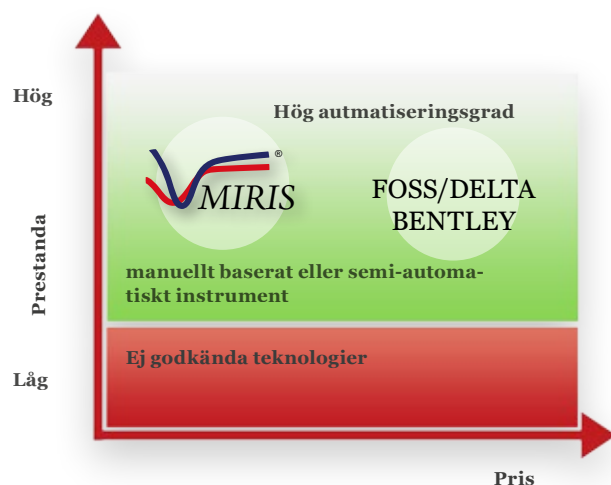 Hög
Hög autmatiseringsgrad
MIRIS®
FOSS/DELTA
BENTLEY
Prestanda
manuellt baserat eller semi-automa-
tiskt instrument
Ej godkända teknologier
Låg
Pris